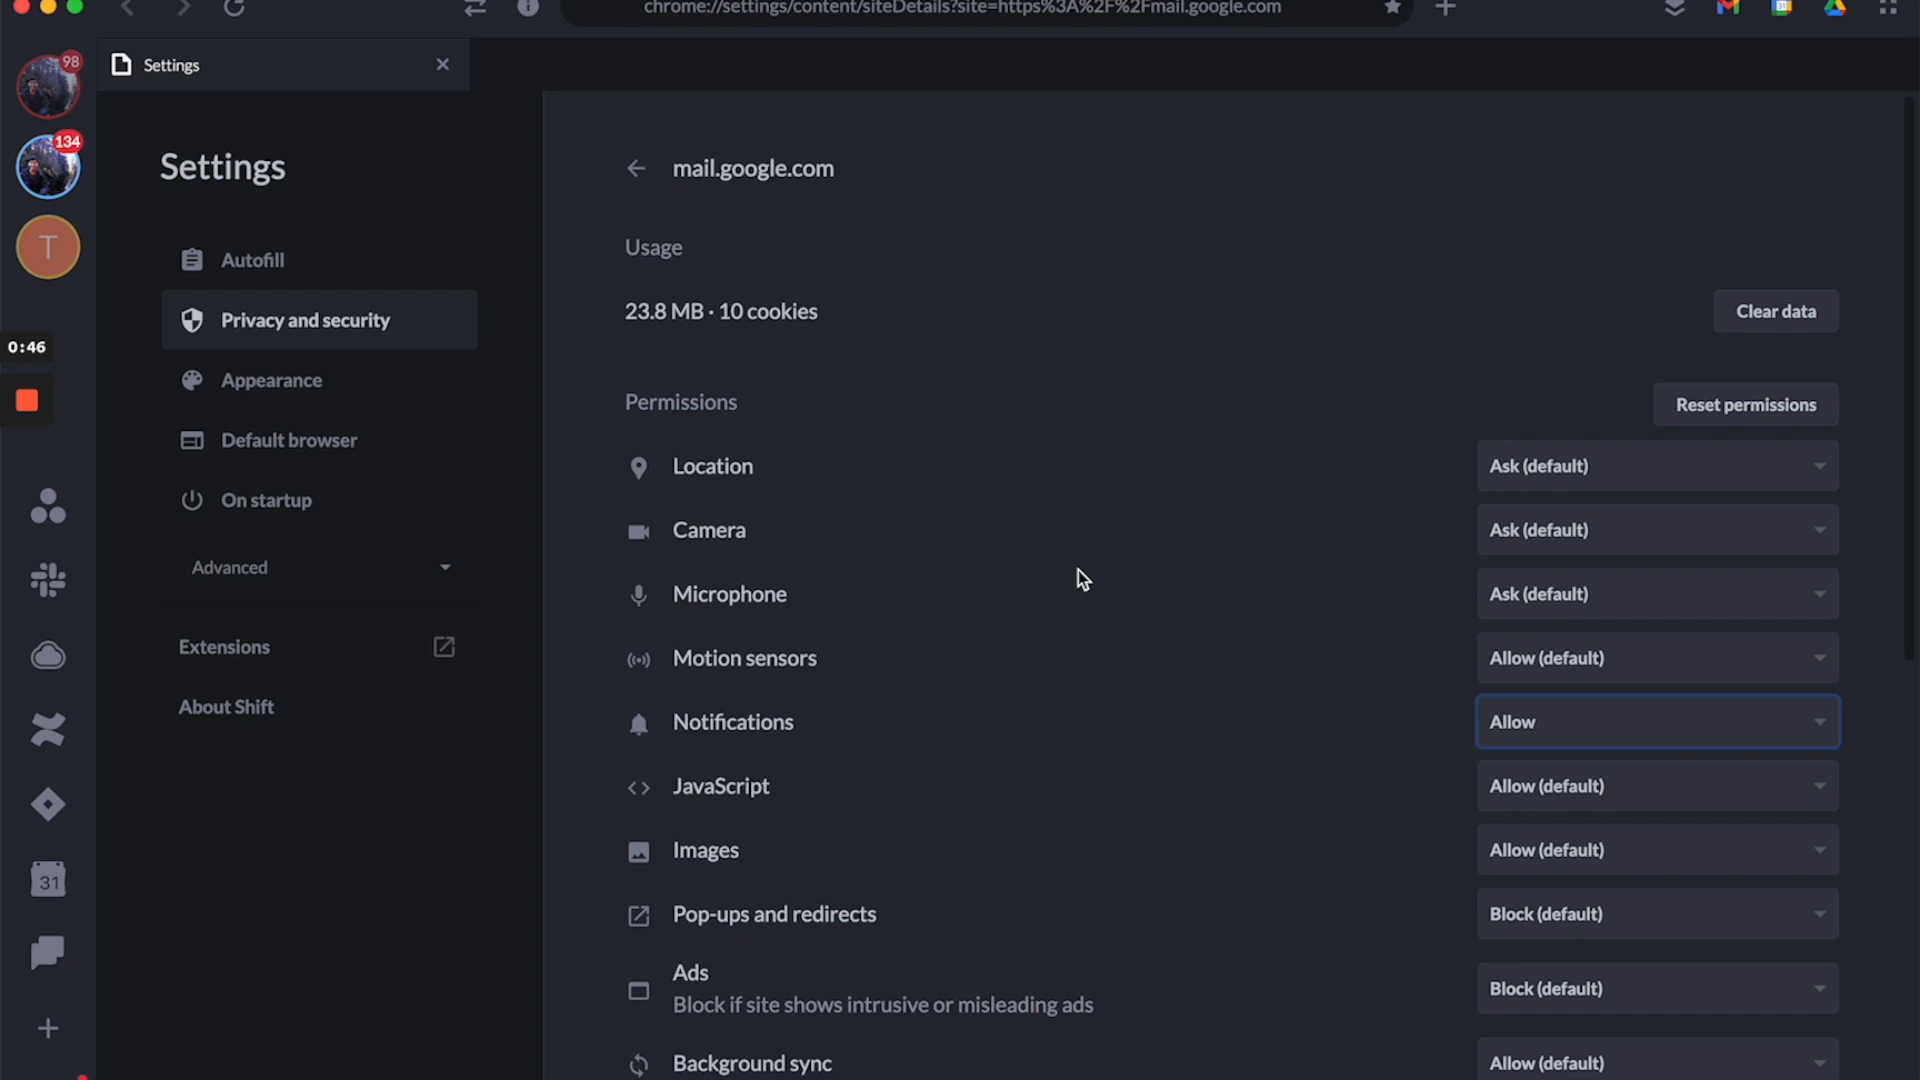 chrome://settings/content/siteDetails?site=https%3A%2F%2Fmail.google.com
31
98
Settings
134
T
0:46
31
Settings
Autofill
Privacy and security
Appearance
Default browser
On startup
Advanced
Extensions
About Shift
mail.google.com
Usage
23.8 MB · 10 cookies
Clear data
Permissions
Reset permissions
Location
Ask (default)
Camera
Ask (default)
Microphone
Ask (default)
Motion sensors
Allow (default)
Notifications
Allow
JavaScript
Allow (default)
Images
Allow (default)
Pop-ups and redirects
Block (default)
Ads
Block if site shows intrusive or misleading ads
Block (default)
Background sync
Allow (default)